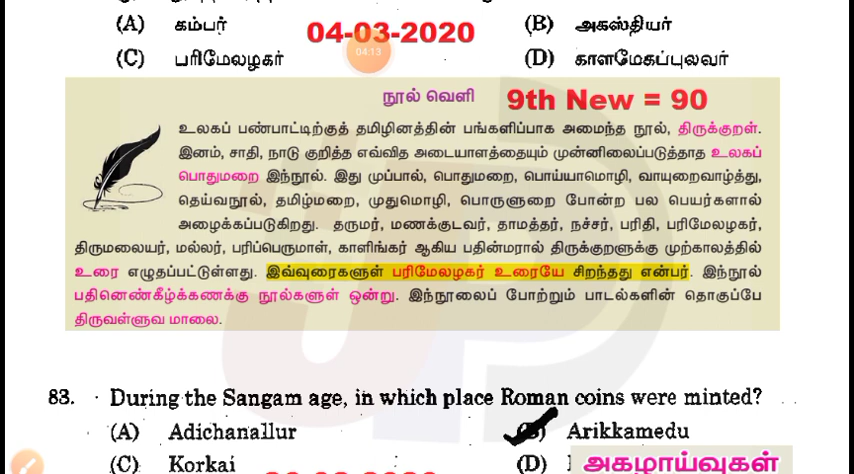 (A) கம்பர்
04-03-2020
(B) அகஸ்தியர்
04:13
(C) பரிமேலழகர்
(D) காளமேகப்புலவர்
நூல் வெளி
9th New = 90
உலகப் பண்பாட்டிற்குத் தமிழினத்தின் பங்களிப்பாக அமைந்த நூல், திருக்குறள்.
இனம், சாதி, நாடு குறித்த எவ்வித அடையாளத்தையும் முன்னிலைப்படுத்தாத உலகப்
பொதுமறை இந்நூல். இது முப்பால், பொதுமறை, பொய்யாமொழி, வாயுறைவாழ்த்து,
தெய்வநூல், தமிழ்மறை, முதுமொழி, பொருளுறை போன்ற பல பெயர்களால்
அழைக்கப்படுகிறது. தருமர், மணக்குடவர், தாமத்தர், நச்சர், பரிதி, பரிமேலழகர்,
திருமலையர், மல்லர், பரிப்பெருமாள், காளிங்கர் ஆகிய பதின்மரால் திருக்குறளுக்கு முற்காலத்தில்
உரை எழுதப்பட்டுள்ளது. இவ்வுரைகளுள் பரிமேலழகர் உரையே சிறந்தது என்பர். இந்நூல்
பதினெண்கீழ்க்கணக்கு நூல்களுள் ஒன்று. இந்நூலைப் போற்றும் பாடல்களின் தொகுப்பே
திருவள்ளுவ மாலை.
83. During the Sangam age, in which place Roman coins were minted?
(A) Adichanallur
Arikkamedu
(C) Korkai
(D)
அகழாய்வுகள்